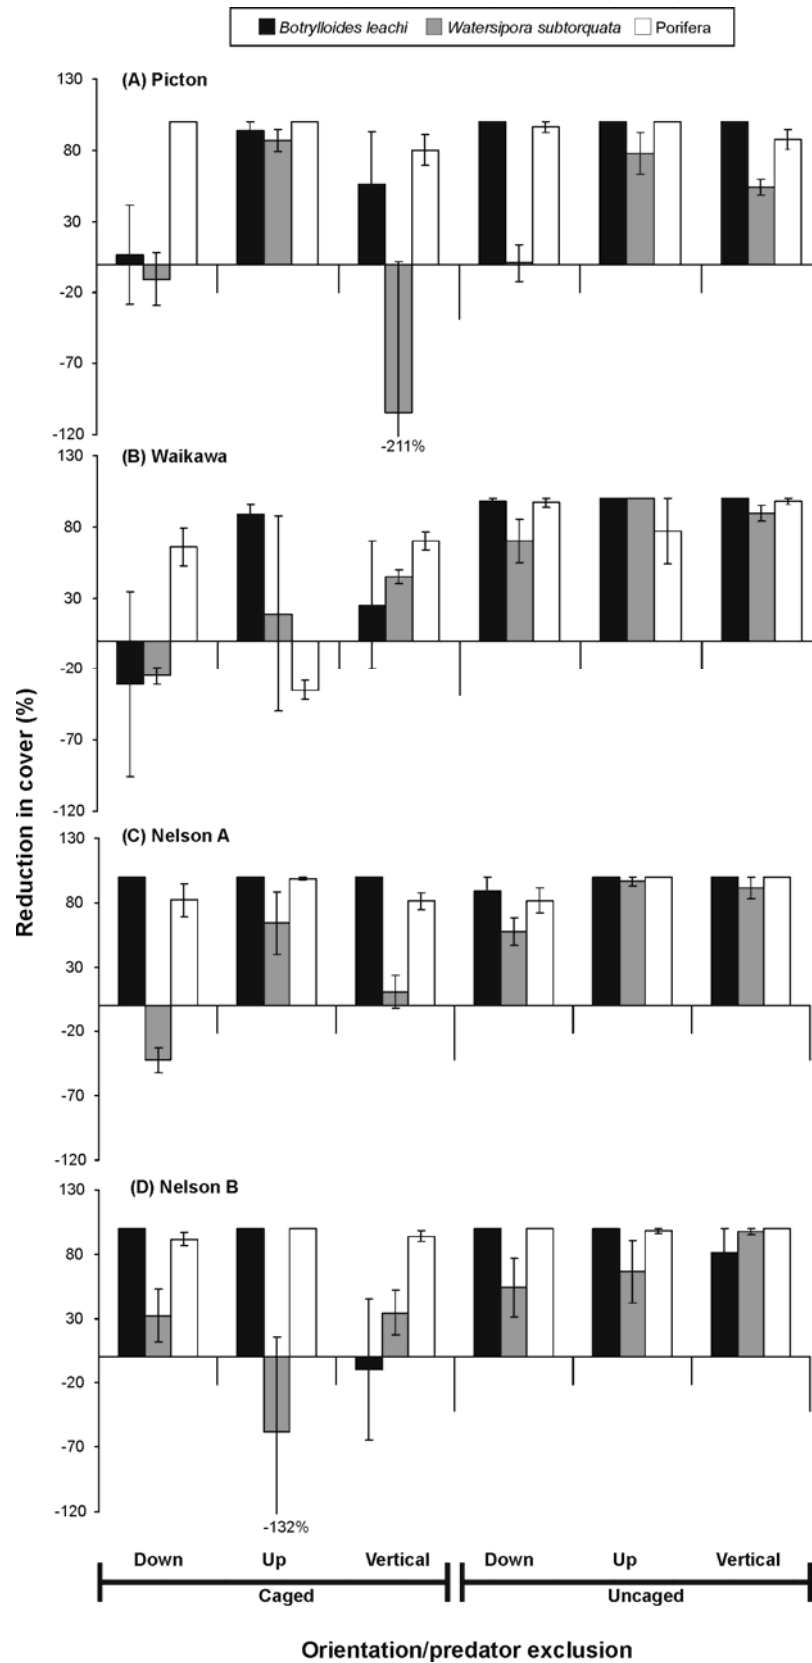 Botrylloides leachi Watersipora subtorquata Porifera
(A) Picton
130
80
30
-20
-70
-120
-211%
(B) Waikawa
130
80
30
-20
-70
-120
(C) Nelson A
130
80
30
-20
-70
-120
(D) Nelson B
130
80
30
-20
-70
-120
-132%
Reduction in cover (%)
Down Up Vertical Down Up Vertical
Caged Uncaged
Orientation/predator exclusion